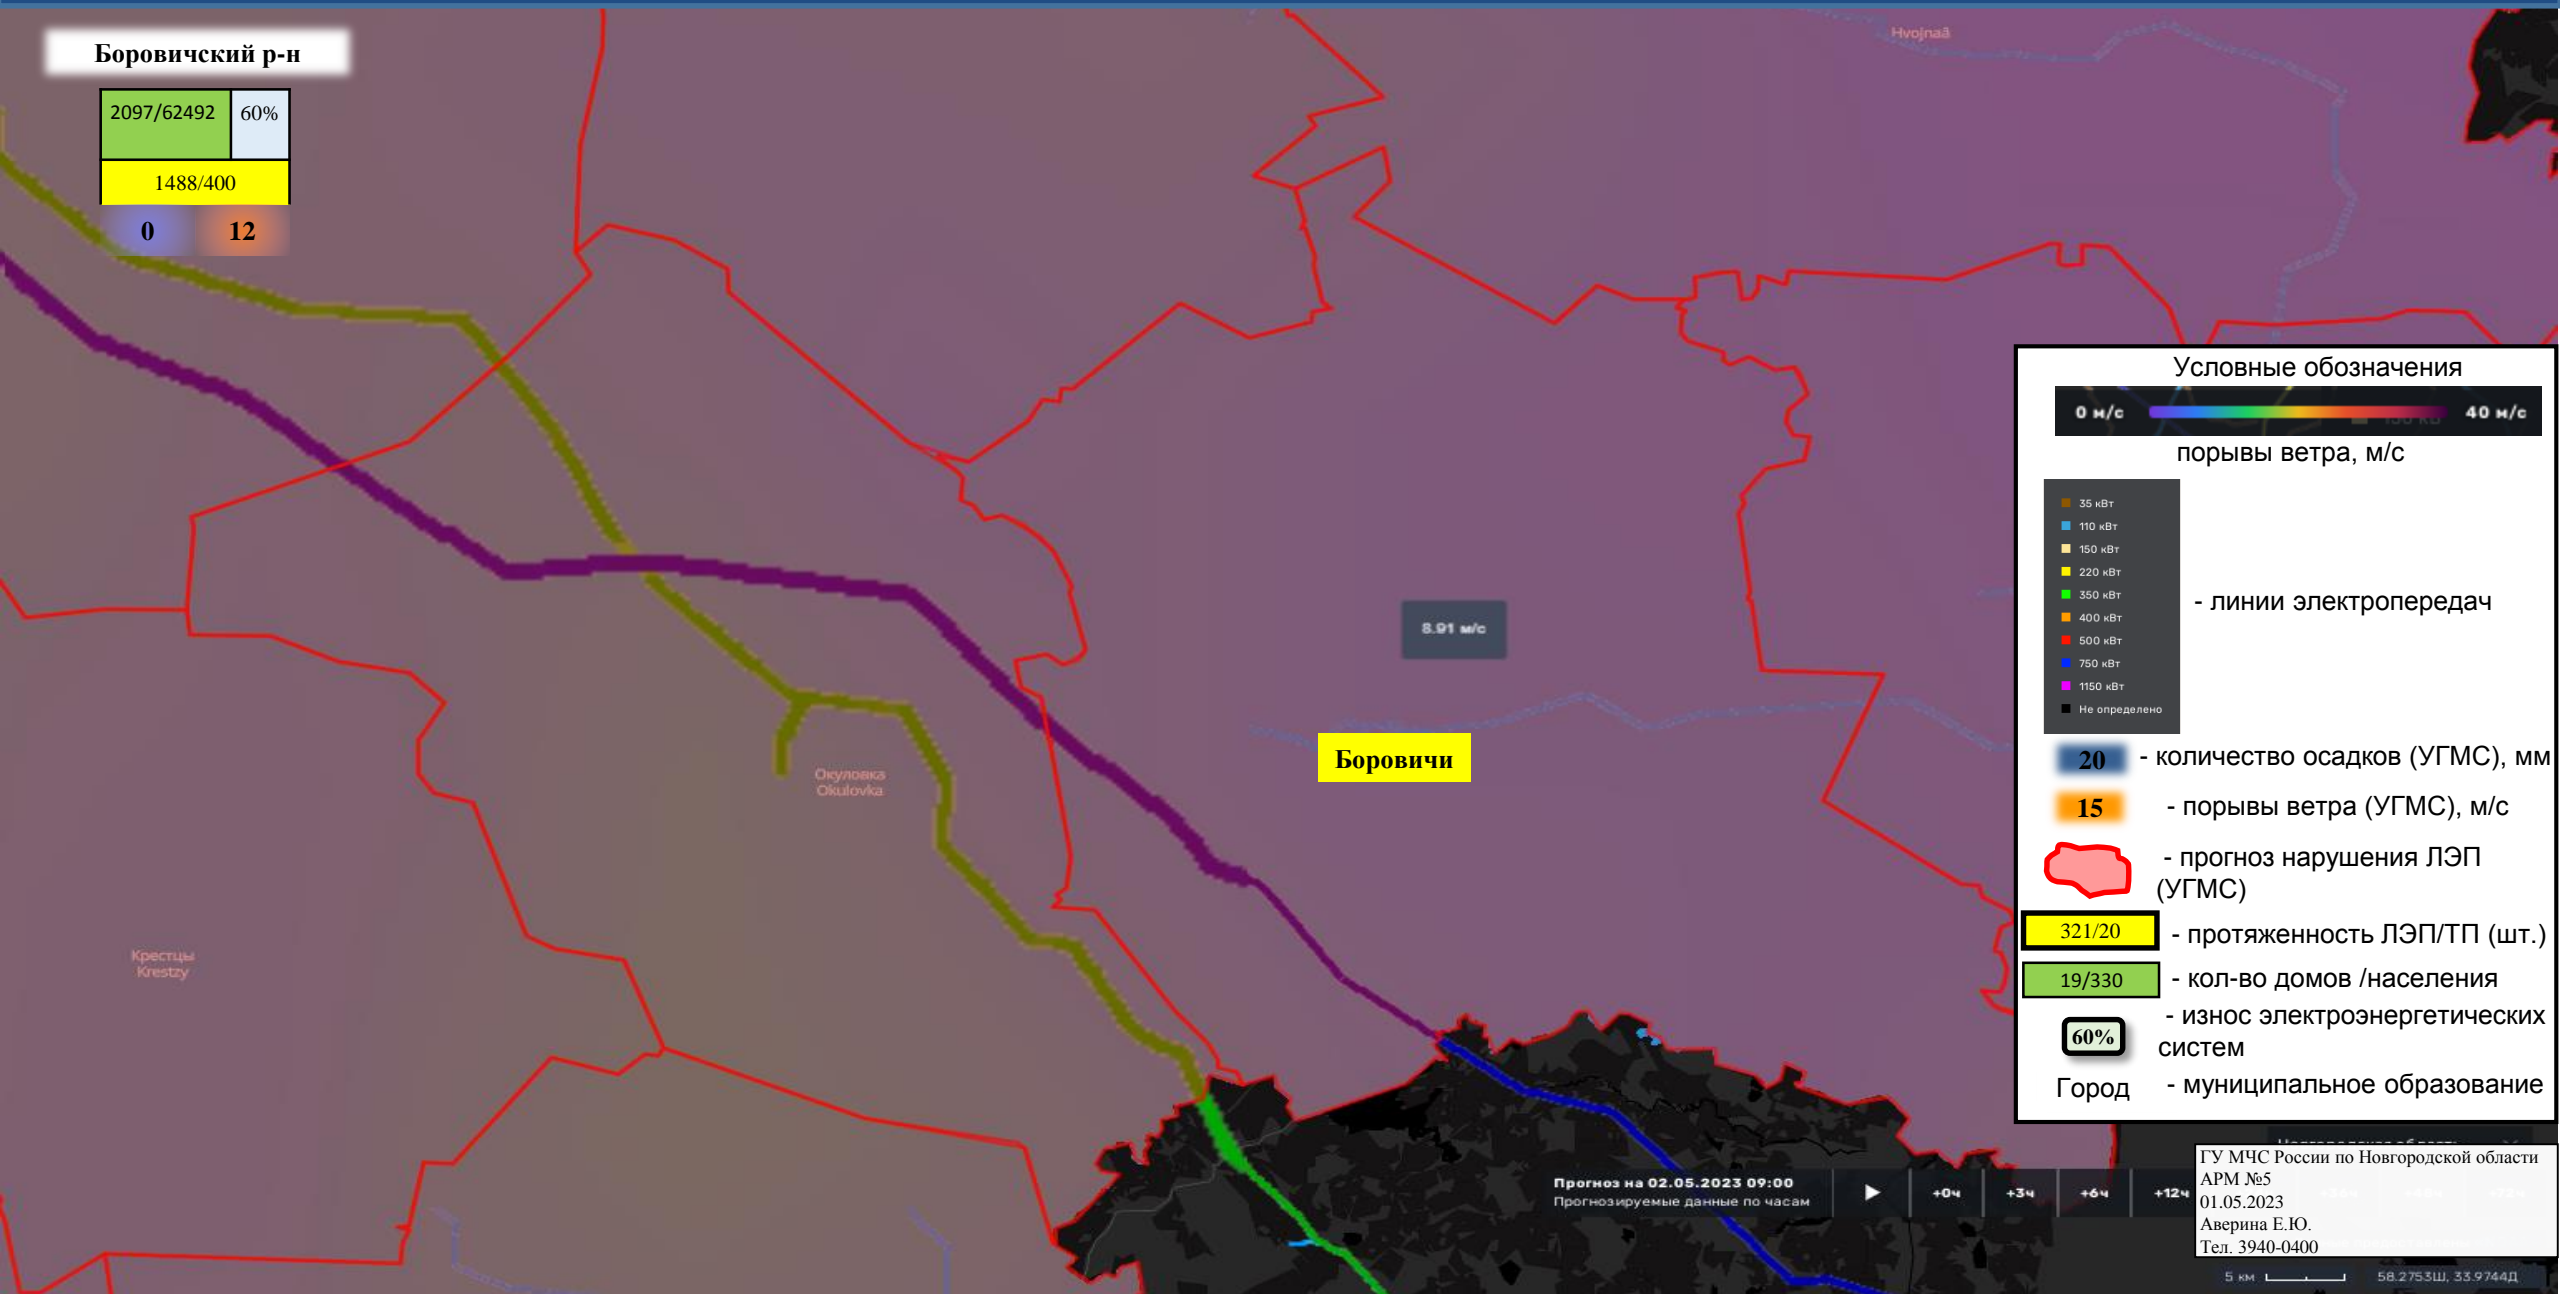 Боровичский р-н
2097/62492 60%
1488/400
0 12
Hvojnaâ
8.91 м/с
Боровичи
Окуловка
Okulovka
Крестцы
Krestzy
Условные обозначения
0 м/с 40 м/с
порывы ветра, м/с
35 кВт
110 кВт
150 кВт
220 кВт
350 кВт
400 кВт
500 кВт
750 кВт
1150 кВт
Не определено
- линии электропередач
20 - количество осадков (УГМС), мм
15 - порывы ветра (УГМС), м/с
- прогноз нарушения ЛЭП
(УГМС)
321/20 - протяженность ЛЭП/ТП (шт.)
19/330 - кол-во домов /населения
60% - износ электроэнергетических
систем
Город - муниципальное образование
Прогноз на 02.05.2023 09:00
Прогнозируемые данные по часам
+0ч +3ч +6ч +12ч
ГУ МЧС России по Новгородской области
АРМ №5
01.05.2023
Аверина Е.Ю.
Тел. 3940-0400
5 км 58.2753Ш, 33.9744Д